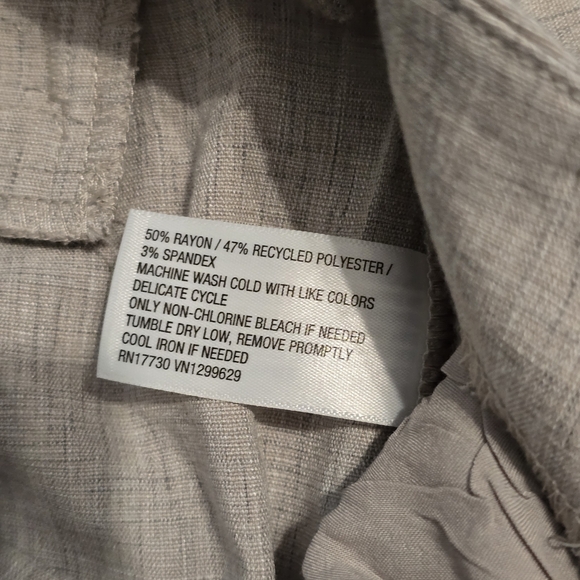 50% RAYON / 47% RECYCLED POLYESTER /
3% SPANDEX
MACHINE WASH COLD WITH LIKE COLORS
DELICATE CYCLE
ONLY NON-CHLORINE BLEACH IF NEEDED
TUMBLE DRY LOW, REMOVE PROMPTLY
COOL IRON IF NEEDED
RN17730 VN1299629